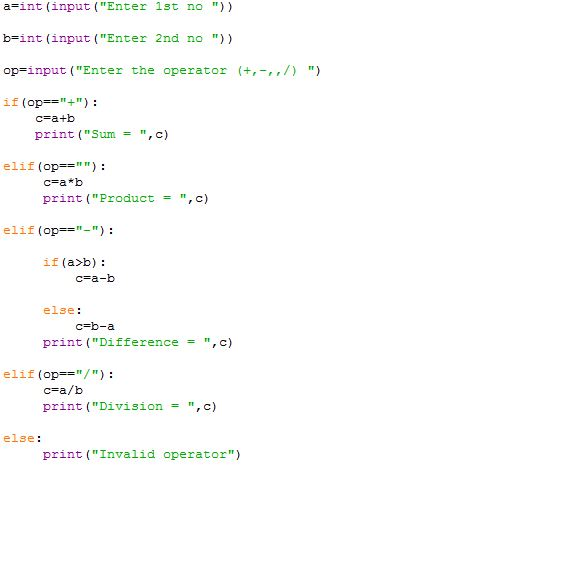 a=int(input("Enter 1st no "))
b=int(input("Enter 2nd no "))
op=input("Enter the operator (+,-,,/) ")
if(op=="+"):
    c=a+b
    print("Sum = ",c)
elif(op==""):
     c=a*b
     print("Product = ",c)
elif(op=="-"):
     if(a>b):
         c=a-b
     else:
         c=b-a
     print("Difference = ",c)
elif(op=="/"):
     c=a/b
     print("Division = ",c)
else:
     print("Invalid operator")